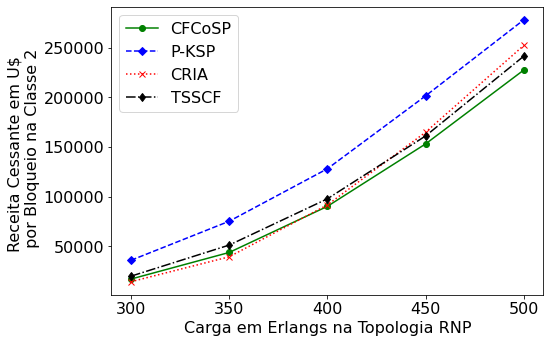 CFCoSP
P-KSP
CRIA
TSSCF
250000
200000
150000
100000
50000
Receita Cessante em U$
por Bloqueio na Classe 2
300 350 400 450 500
Carga em Erlangs na Topologia RNP